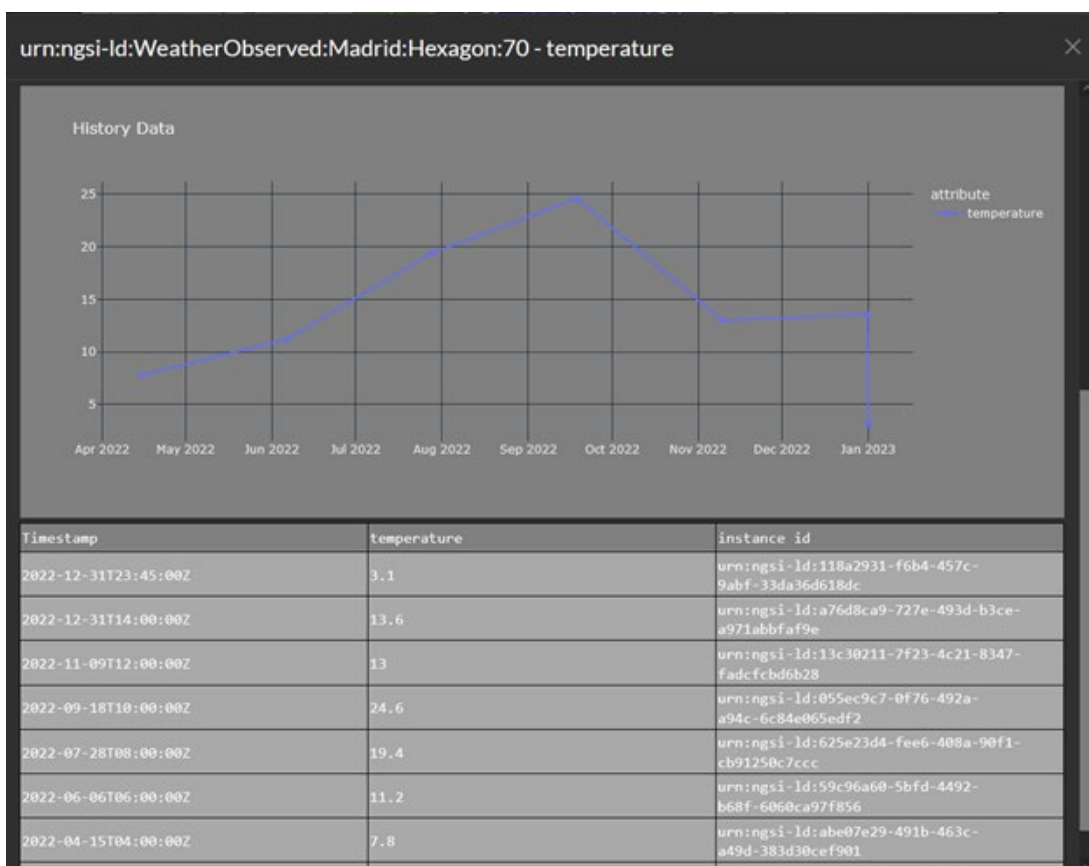 urn:ngsi-ld:WeatherObserved:Madrid:Hexagon:70 - temperature
History Data
25
20
15
10
5
Apr 2022 May 2022 Jun 2022 Jul 2022 Aug 2022 Sep 2022 Oct 2022 Nov 2022 Dec 2022 Jan 2023
attribute
temperature
Timestamp temperature instance id
2022-12-31T23:45:00Z 3.1 urn:ngsi-ld:118a2931-f6b4-457c-
9abf-33da36d618dc
2022-12-31T14:00:00Z 13.6 urn:ngsi-ld:a76d8ca9-727e-493d-b3ce-
a971abbfaf9e
2022-11-09T12:00:00Z 13 urn:ngsi-ld:13c30211-7f23-4c21-8347-
fadcfcbd6b28
2022-09-18T10:00:00Z 24.6 urn:ngsi-ld:055ec9c7-0f76-492a-
a94c-6c84e065edf2
2022-07-28T08:00:00Z 19.4 urn:ngsi-ld:625e23d4-fee6-408a-90f1-
cb91250c7ccc
2022-06-06T06:00:00Z 11.2 urn:ngsi-ld:59c96a60-5bfd-4492-
b68f-6060ca97f856
2022-04-15T04:00:00Z 7.8 urn:ngsi-ld:abe07e29-491b-463c-
a49d-383d30cef901